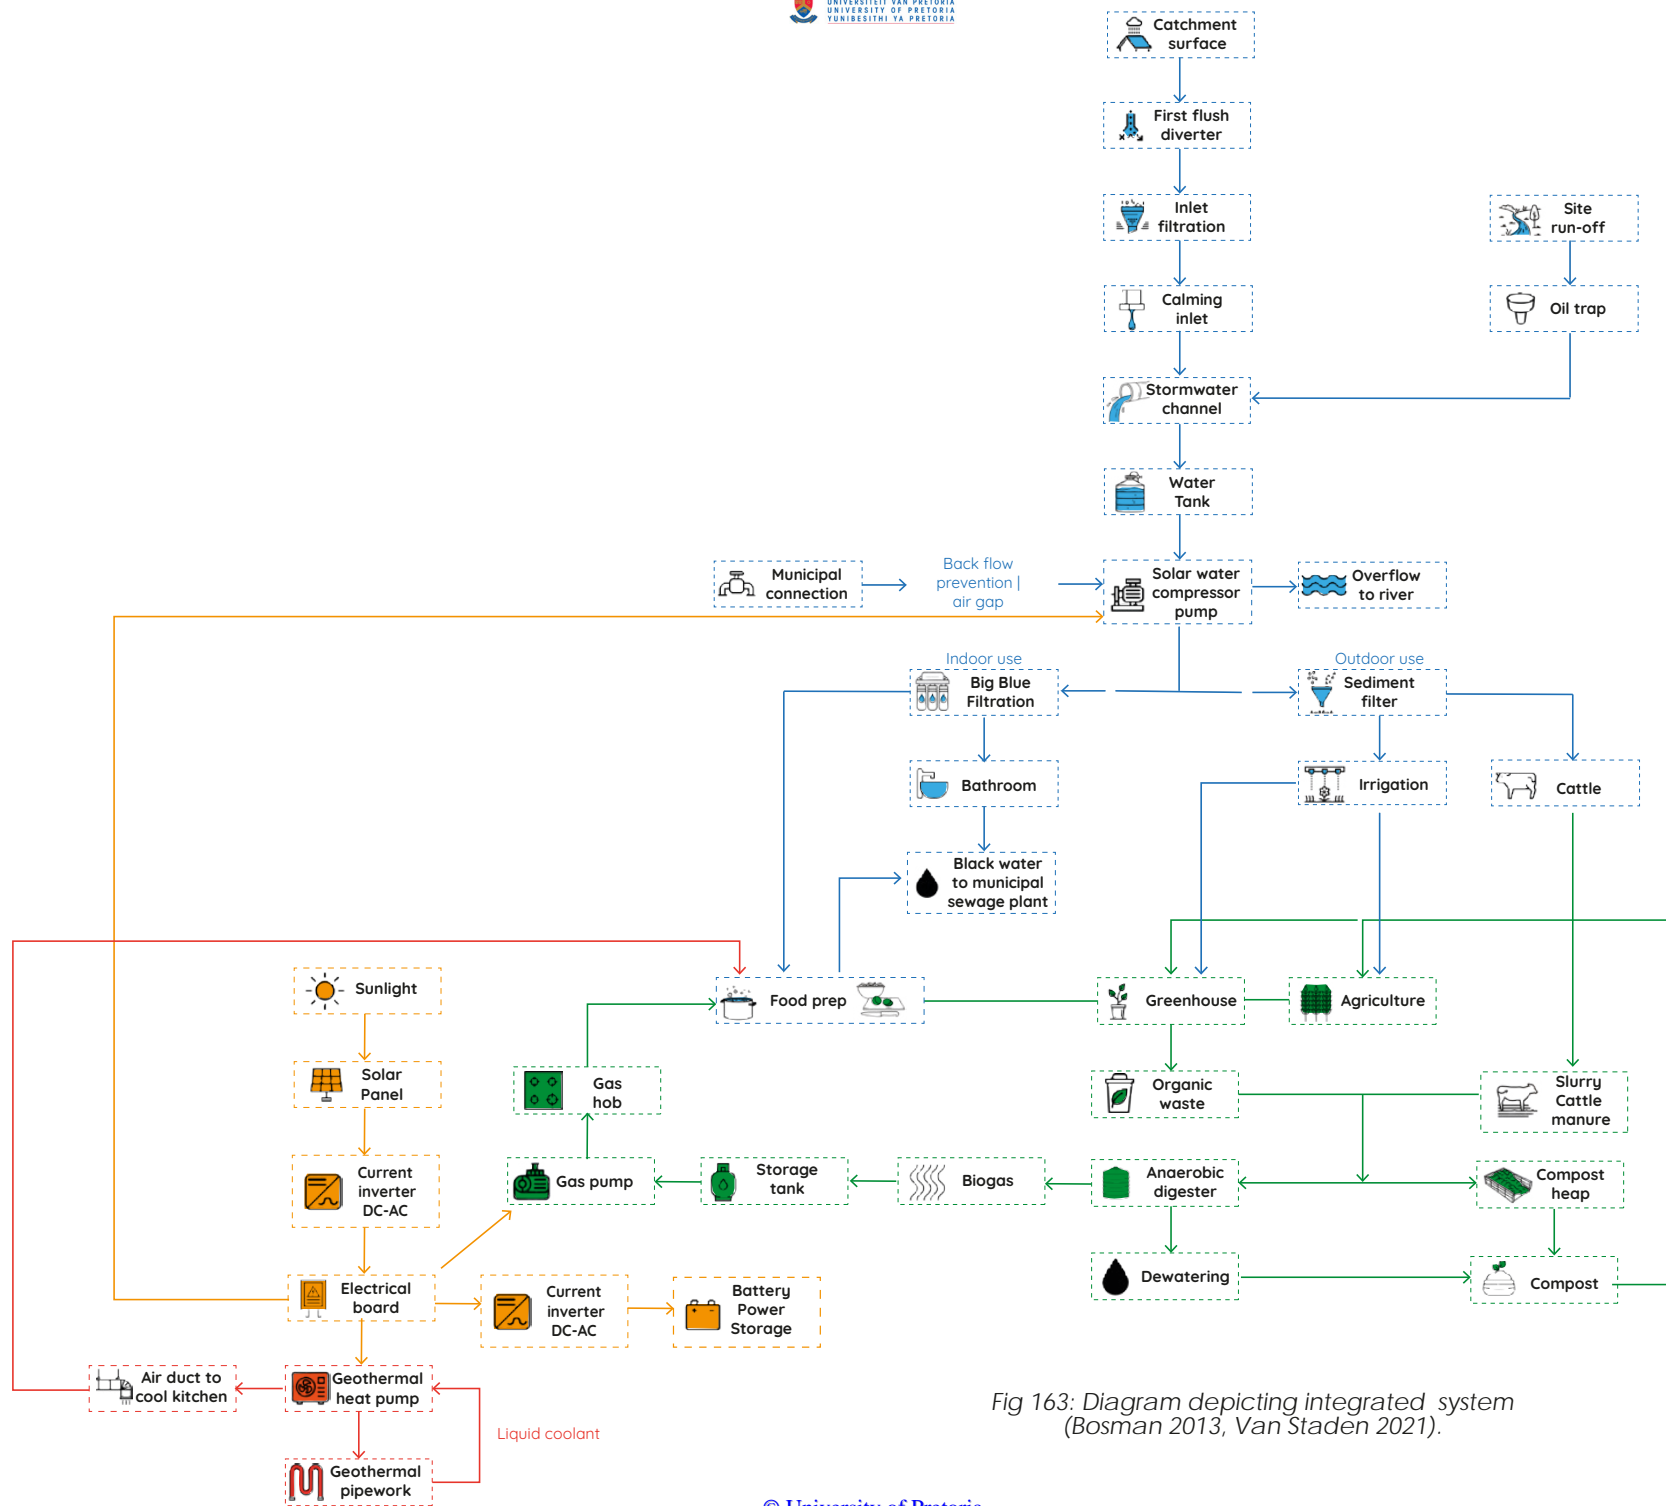 UNIVERSITEIT VAN PRETORIA
UNIVERSITY OF PRETORIA
YUNIBESITHI YA PRETORIA
Catchment
surface
First flush
diverter
Inlet
filtration
Site
run-off
Calming
inlet
Oil trap
Stormwater
channel
Water
Tank
Municipal
connection
Back flow
prevention |
air gap
Solar water
compressor
pump
Overflow
to river
Indoor use
Outdoor use
Big Blue
Filtration
Sediment
filter
Bathroom
Irrigation
Cattle
Black water
to municipal
sewage plant
Sunlight
Food prep
Greenhouse
Agriculture
Solar
Panel
Gas
hob
Organic
waste
Slurry
Cattle
manure
Current
inverter
DC-AC
Gas pump
Storage
tank
Biogas
Anaerobic
digester
Compost
heap
Electrical
board
Current
inverter
DC-AC
Battery
Power
Storage
Dewatering
Compost
Air duct to
cool kitchen
Geothermal
heat pump
Liquid coolant
Geothermal
pipework
Fig 163: Diagram depicting integrated system
(Bosman 2013, Van Staden 2021).
© University of Pretoria